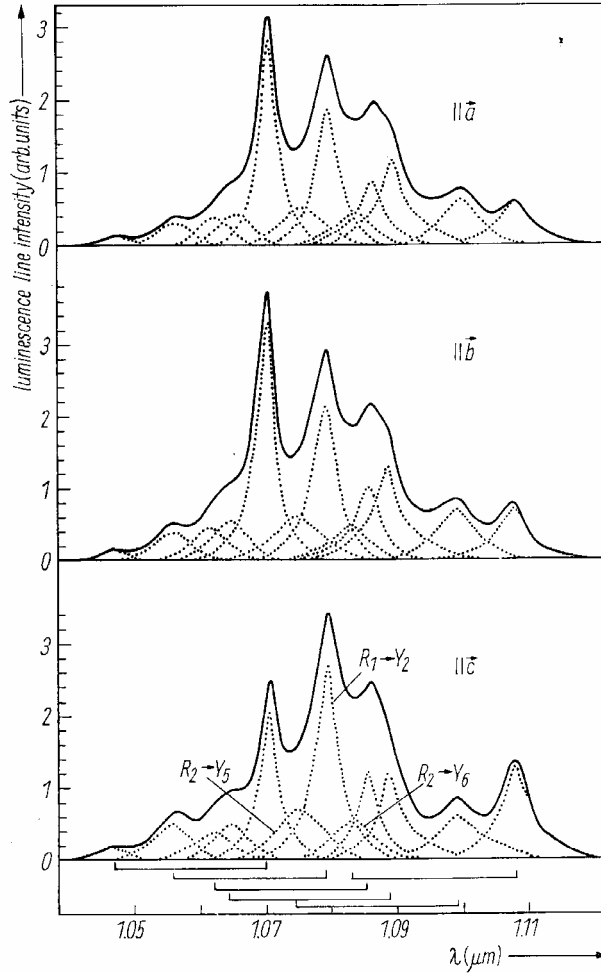 luminescence line intensity (arb. units)
3
2
1
0
||a⃗
3
2
1
0
||b⃗
3
2
1
0
||c⃗
R₁→Y₂
R₂→Y₅
R₂→Y₆
1.05
1.07
1.09
1.11
λ(μm)